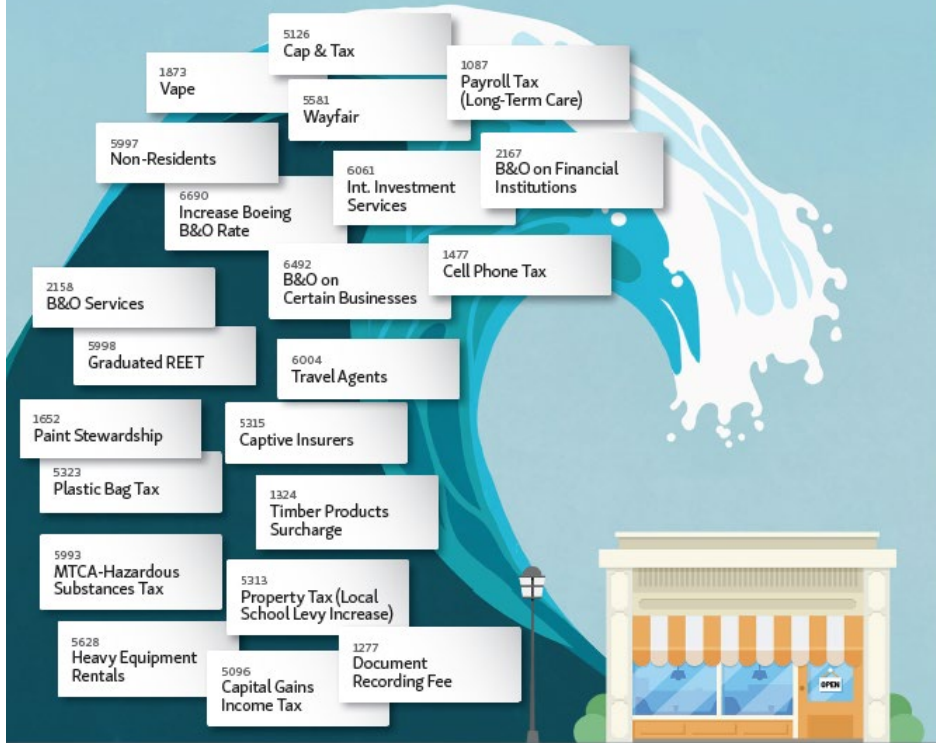 5126
Cap & Tax
1873
Vape
1087
Payroll Tax
(Long-Term Care)
5581
Wayfair
5997
Non-Residents
6061
Int. Investment
Services
2167
B&O on Financial
Institutions
6690
Increase Boeing
B&O Rate
6492
B&O on
Certain Businesses
1477
Cell Phone Tax
2158
B&O Services
5998
Graduated REET
6004
Travel Agents
1652
Paint Stewardship
5315
Captive Insurers
5323
Plastic Bag Tax
1324
Timber Products
Surcharge
5993
MTCA-Hazardous
Substances Tax
5313
Property Tax (Local
School Levy Increase)
5628
Heavy Equipment
Rentals
5096
Capital Gains
Income Tax
1277
Document
Recording Fee
OPEN